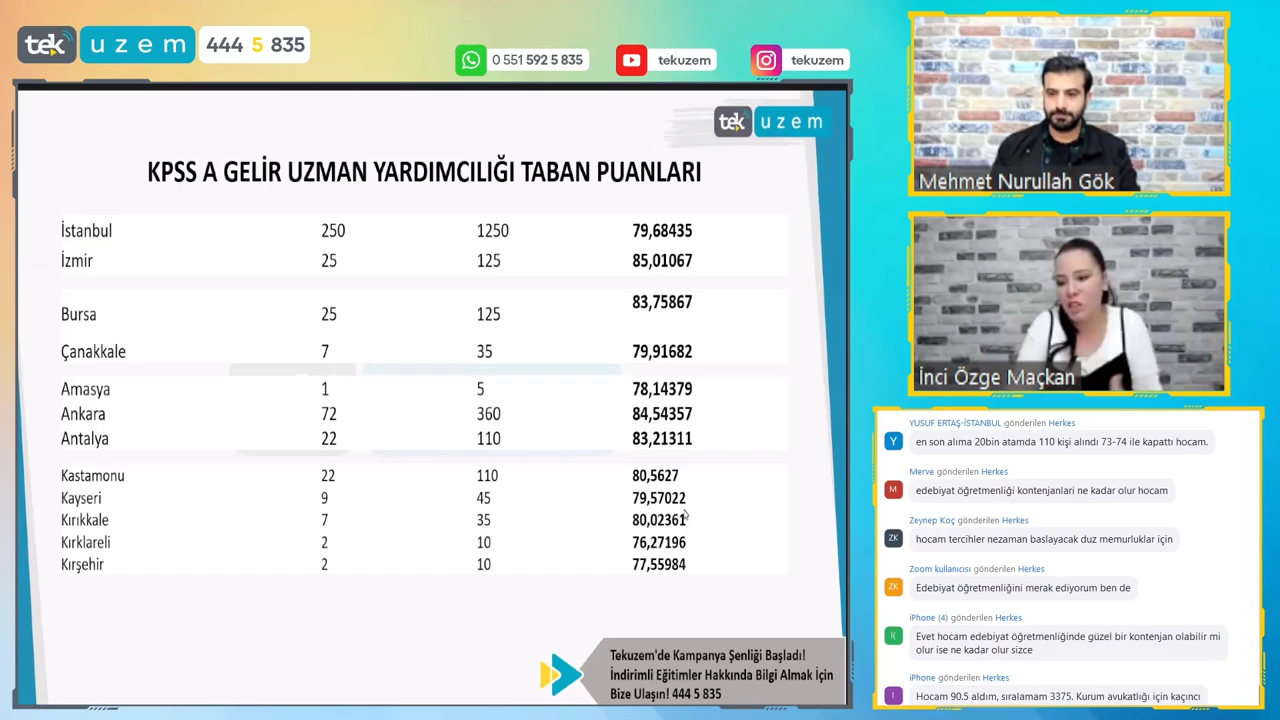 tek uzem 444 5 835
0 551 592 5 835 tekuzem tekuzem
tek uzem
KPSS A GELİR UZMAN YARDIMCILIĞI TABAN PUANLARI
İstanbul 250 1250 79,68435
İzmir 25 125 85,01067
Bursa 25 125 83,75867
Çanakkale 7 35 79,91682
Amasya 1 5 78,14379
Ankara 72 360 84,54357
Antalya 22 110 83,21311
Kastamonu 22 110 80,5627
Kayseri 9 45 79,57022
Kırıkkale 7 35 80,02361
Kırklareli 2 10 76,27196
Kırşehir 2 10 77,55984
Tekuzem'de Kampanya Şenliği Başladı!
İndirimli Eğitimler Hakkında Bilgi Almak İçin
Bize Ulaşın! 444 5 835
Mehmet Nurullah Gök
İnci Özge Maçkan
YUSUF ERTAŞ-İSTANBUL gönderilen Herkes
Y en son alıma 20bin atamda 110 kişi alındı 73-74 ile kapattı hocam.
Merve gönderilen Herkes
M edebiyat öğretmenliği kontenjanlari ne kadar olur hocam
Zeynep Koç gönderilen Herkes
ZK hocam tercihler nezaman baslayacak duz memurluklar için
Zoom kullanıcısı gönderilen Herkes
ZK Edebiyat öğretmenliğini merak ediyorum ben de
iPhone (4) gönderilen Herkes
I( Evet hocam edebiyat öğretmenliğinde güzel bir kontenjan olabilir mi
olur ise ne kadar olur sizce
iPhone gönderilen Herkes
I Hocam 90.5 aldım, sıralamam 3375. Kurum avukatlığı için kaçıncı